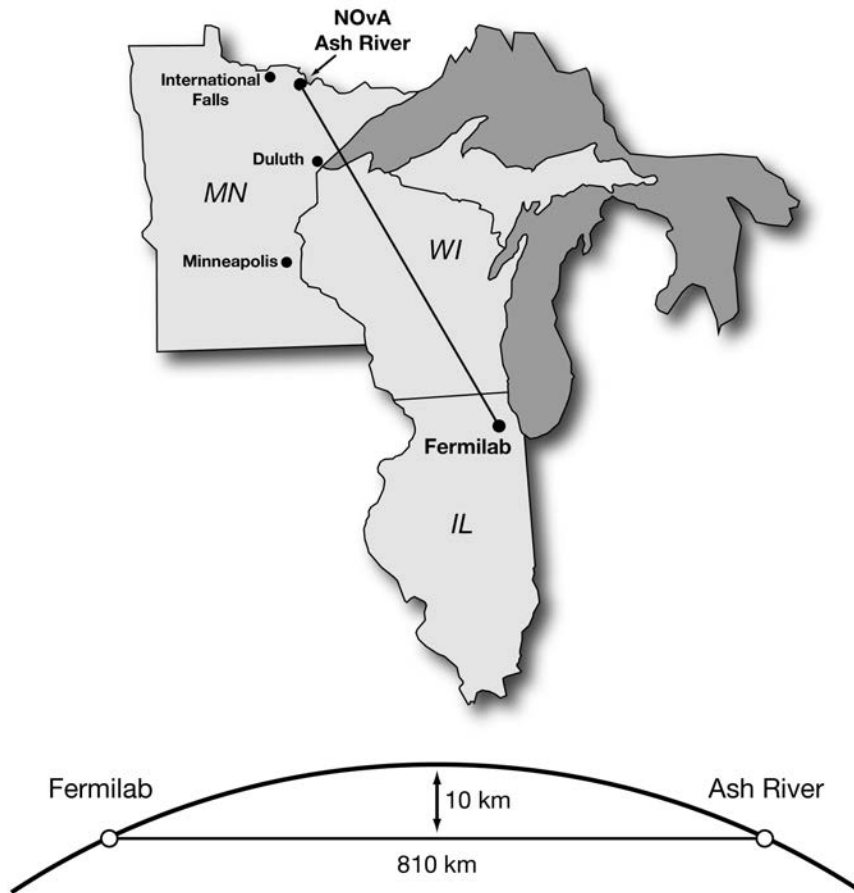 NOvA
Ash River
International
Falls
Duluth
MN
WI
Minneapolis
Fermilab
IL
Fermilab
Ash River
10 km
810 km